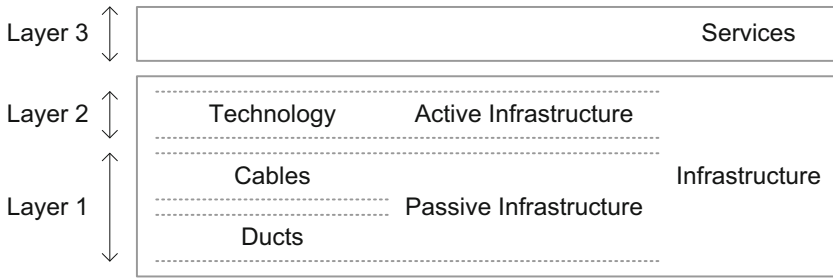 Layer 3 Services
Layer 2 Technology Active Infrastructure
Cables
Infrastructure
Layer 1 Passive Infrastructure
Ducts